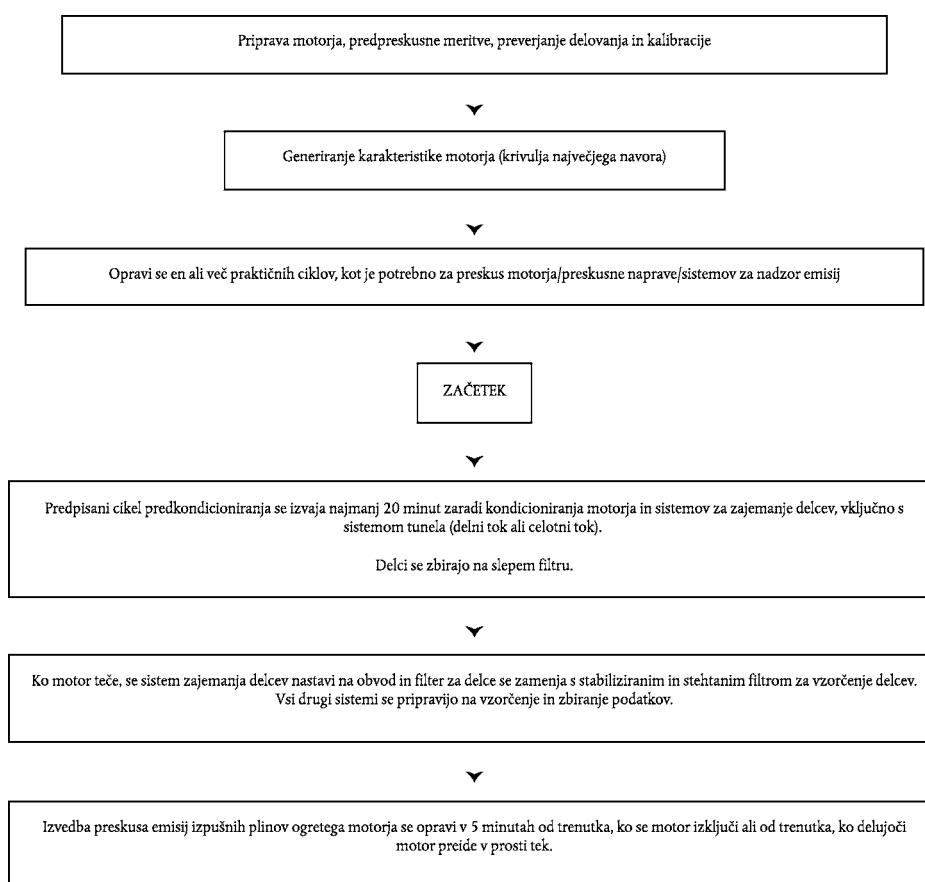 Priprava motorja, predpreskusne meritve, preverjanje delovanja in kalibracije
Generiranje karakteristike motorja (krivulja največjega navora)
Opravi se en ali več praktičnih ciklov, kot je potrebno za preskus motorja/preskusne naprave/sistemov za nadzor emisij
ZAČETEK
Predpisani cikel predkondicioniranja se izvaja najmanj 20 minut zaradi kondicioniranja motorja in sistemov za zajemanje delcev, vključno s
sistemom tunela (delni tok ali celotni tok).
Delci se zbirajo na slepem filtru.
Ko motor teče, se sistem zajemanja delcev nastavi na obvod in filter za delce se zamenja s stabiliziranim in stehtanim filtrom za vzorčenje delcev.
Vsi drugi sistemi se pripravijo na vzorčenje in zbiranje podatkov.
Izvedba preskusa emisij izpušnih plinov ogretega motorja se opravi v 5 minutah od trenutka, ko se motor izključi ali od trenutka, ko delujoči
motor preide v prosti tek.